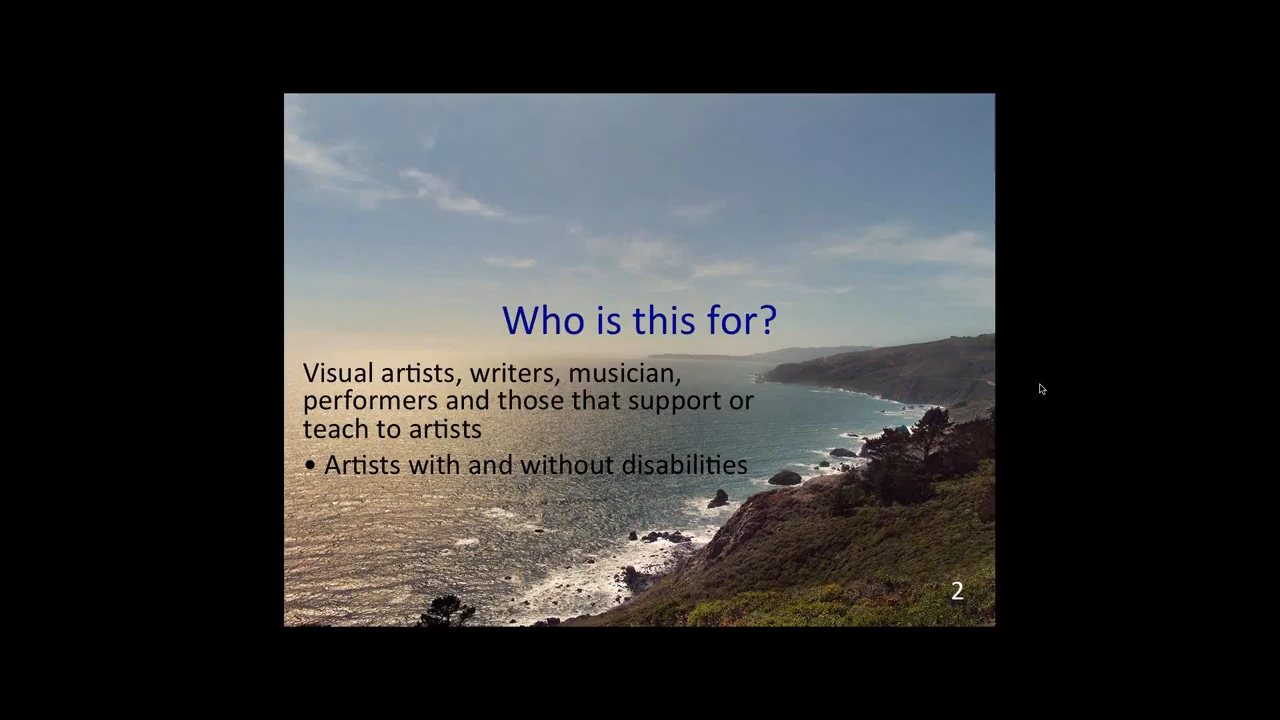 Who is this for?
Visual artists, writers, musician,
performers and those that support or
teach to artists
• Artists with and without disabilities
2